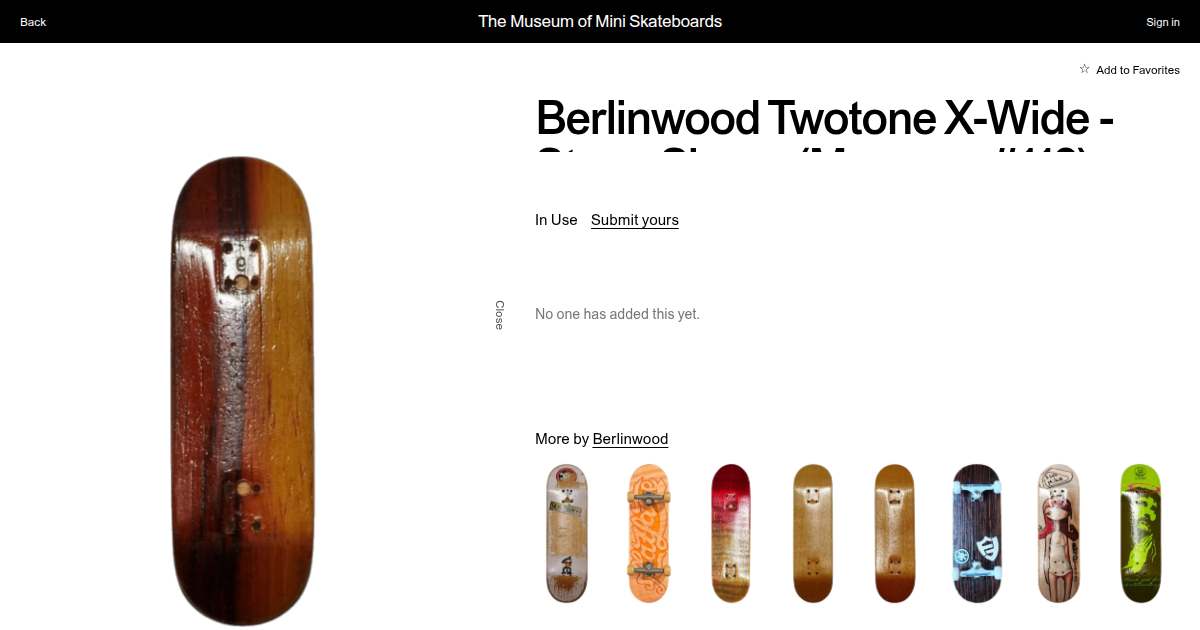 Back
The Museum of Mini Skateboards
Sign in
☆ Add to Favorites
Berlinwood Twotone X-Wide -
In Use Submit yours
Close
No one has added this yet.
More by Berlinwood